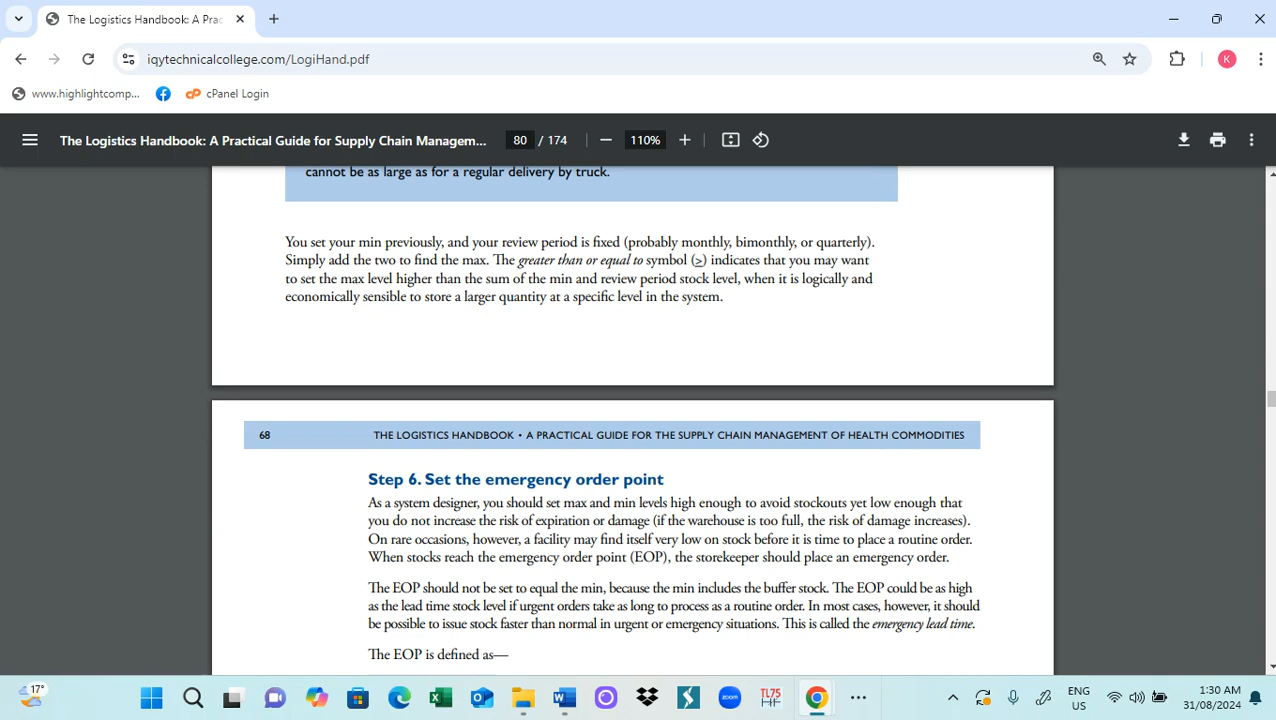 The Logistics Handbook: A Prac
iqytechnicalcollege.com/LogiHand.pdf
K
www.highlightcomp...
cPanel Login
The Logistics Handbook: A Practical Guide for Supply Chain Managem...
80 / 174
110%
cannot be as large as for a regular delivery by truck.
You set your min previously, and your review period is fixed (probably monthly, bimonthly, or quarterly).
Simply add the two to find the max. The greater than or equal to symbol (≥) indicates that you may want
to set the max level higher than the sum of the min and review period stock level, when it is logically and
economically sensible to store a larger quantity at a specific level in the system.
68 THE LOGISTICS HANDBOOK • A PRACTICAL GUIDE FOR THE SUPPLY CHAIN MANAGEMENT OF HEALTH COMMODITIES
Step 6. Set the emergency order point
As a system designer, you should set max and min levels high enough to avoid stockouts yet low enough that
you do not increase the risk of expiration or damage (if the warehouse is too full, the risk of damage increases).
On rare occasions, however, a facility may find itself very low on stock before it is time to place a routine order.
When stocks reach the emergency order point (EOP), the storekeeper should place an emergency order.
The EOP should not be set to equal the min, because the min includes the buffer stock. The EOP could be as high
as the lead time stock level if urgent orders take as long to process as a routine order. In most cases, however, it should
be possible to issue stock faster than normal in urgent or emergency situations. This is called the emergency lead time.
The EOP is defined as—
17°
zoom
TL75
ENG
US
1:30 AM
31/08/2024